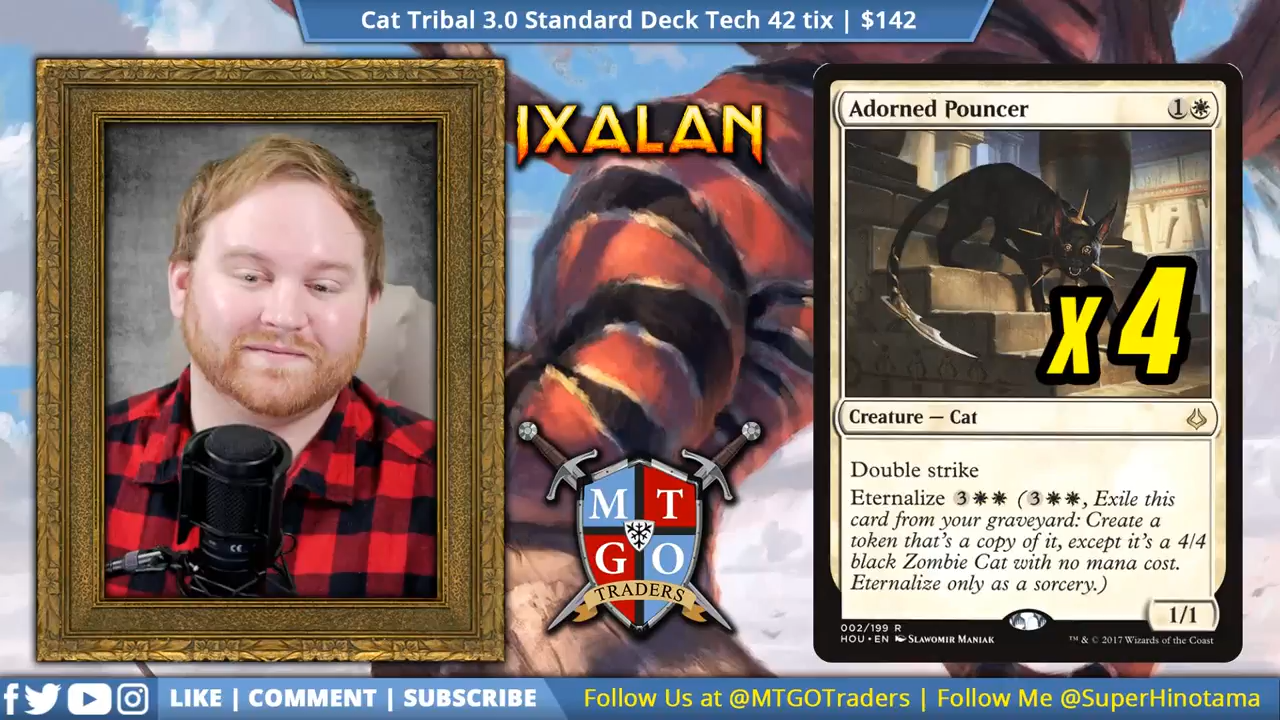 Cat Tribal 3.0 Standard Deck Tech 42 tix | $142
IXALAN
Adorned Pouncer 1
x4
Creature — Cat
Double strike
Eternalize 3 (3, Exile this
card from your graveyard: Create a
token that's a copy of it, except it's a 4/4
black Zombie Cat with no mana cost.
Eternalize only as a sorcery.)
1/1
002/199 R
HOU • EN Slawomir Maniak
™ & © 2017 Wizards of the Coast
M T
G O
TRADERS
CE
LIKE | COMMENT | SUBSCRIBE
Follow Us at @MTGOTraders | Follow Me @SuperHinotama